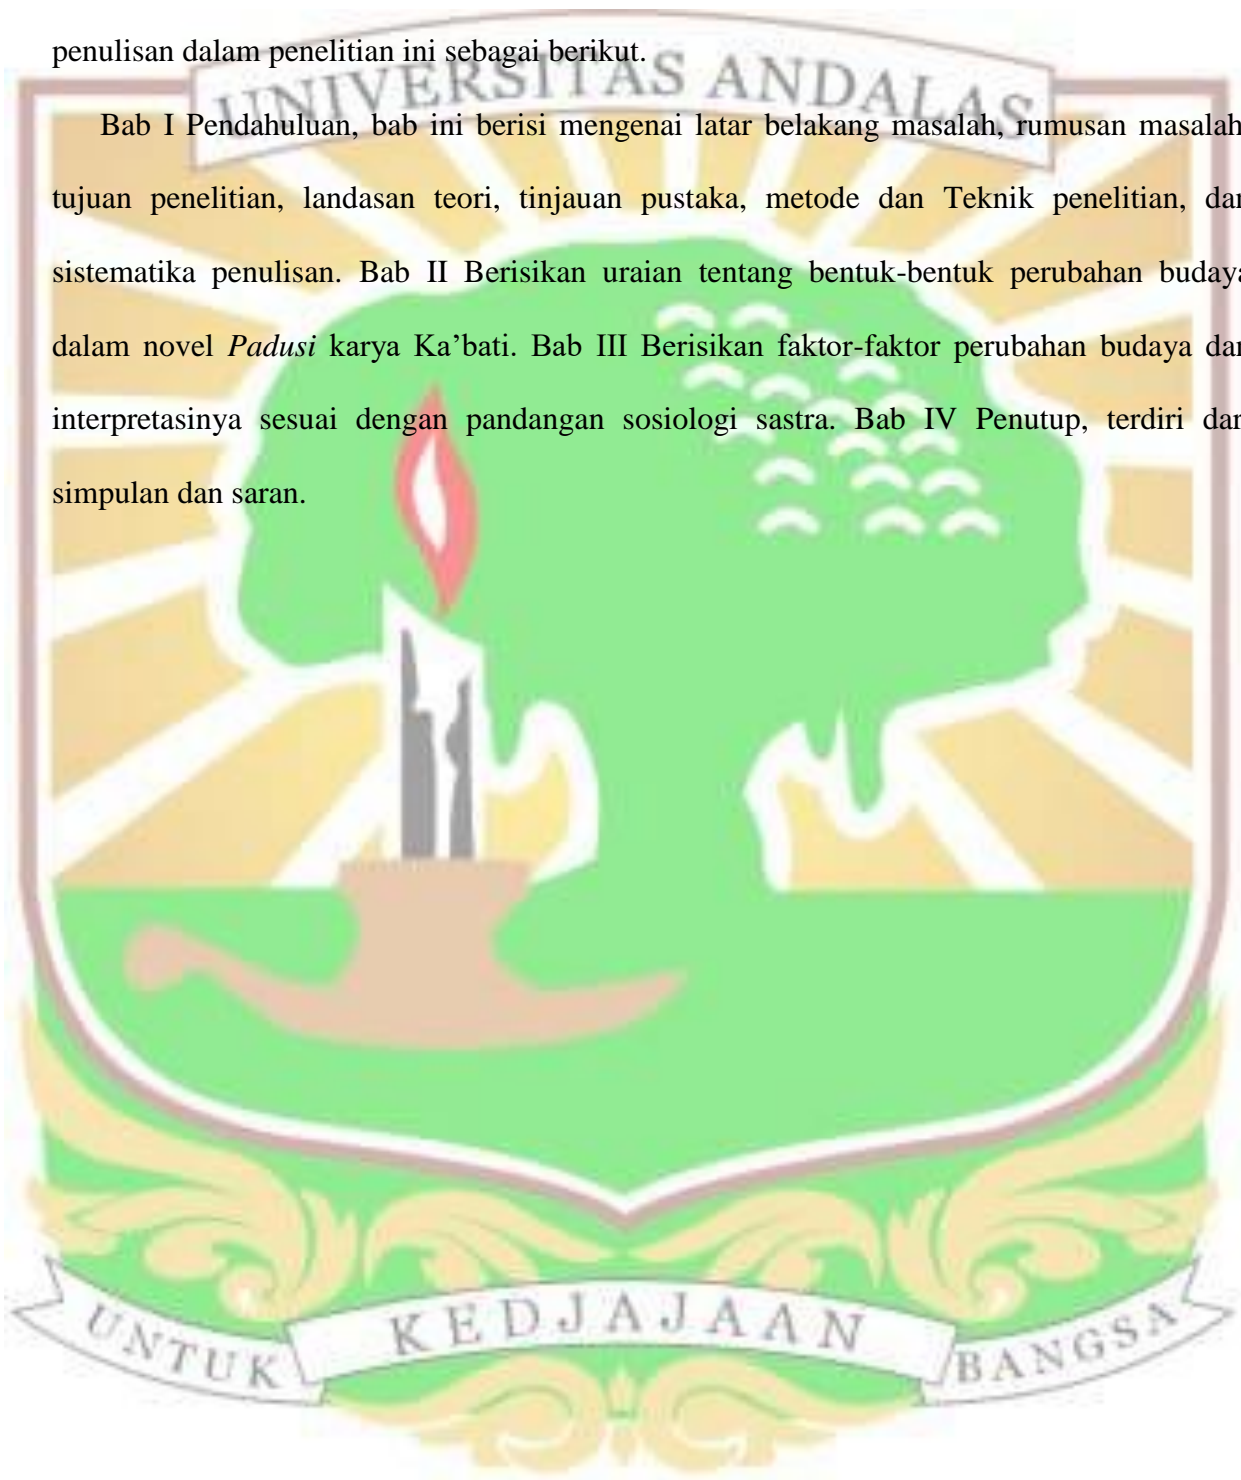 penulisan dalam penelitian ini sebagai berikut.
UNIVERSITAS ANDALAS
Bab I Pendahuluan, bab ini berisi mengenai latar belakang masalah, rumusan masalah
tujuan penelitian, landasan teori, tinjauan pustaka, metode dan Teknik penelitian, dan
sistematika penulisan. Bab II Berisikan uraian tentang bentuk-bentuk perubahan budaya
dalam novel Padusi karya Ka’bati. Bab III Berisikan faktor-faktor perubahan budaya dan
interpretasinya sesuai dengan pandangan sosiologi sastra. Bab IV Penutup, terdiri dari
simpulan dan saran.
UNTUK KEDJAJAAN BANGSA